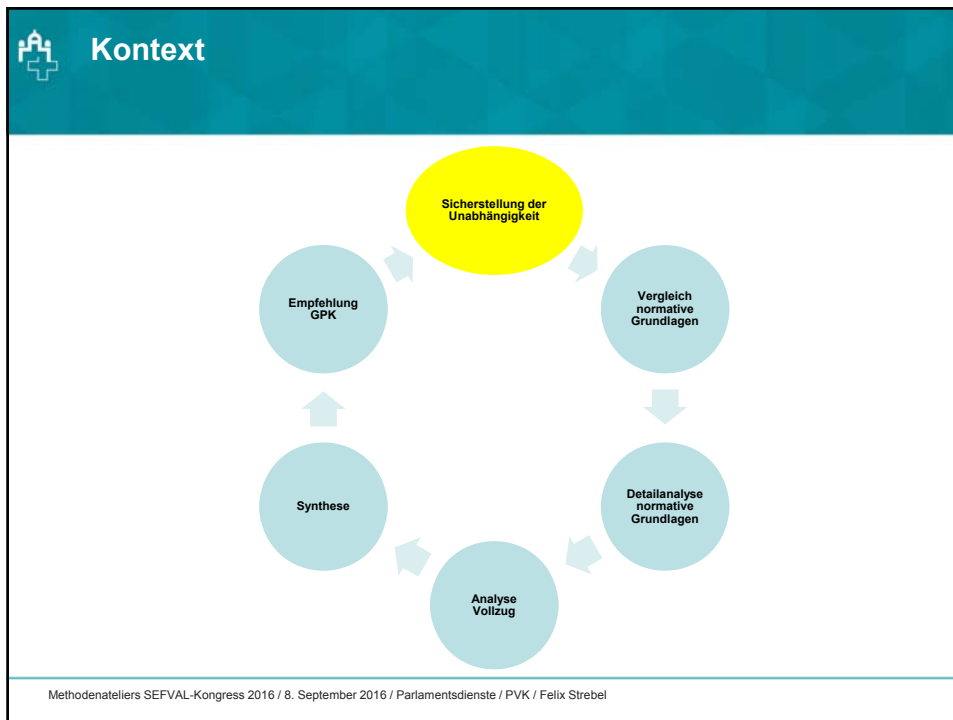 Kontext
Sicherstellung der
Unabhängigkeit
Vergleich
normative
Grundlagen
Detailanalyse
normative
Grundlagen
Analyse
Vollzug
Synthese
Empfehlung
GPK
Methodenateliers SEFVAL-Kongress 2016 / 8. September 2016 / Parlamentsdienste / PVK / Felix Strebel